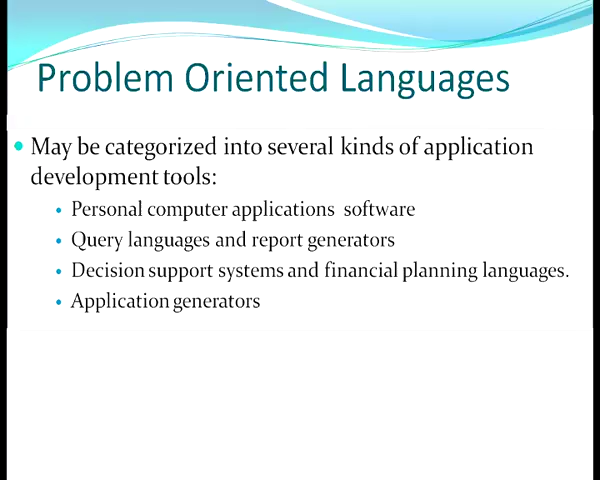 Problem Oriented Languages
May be categorized into several kinds of application
development tools:
Personal computer applications software
Query languages and report generators
Decision support systems and financial planning languages.
Application generators